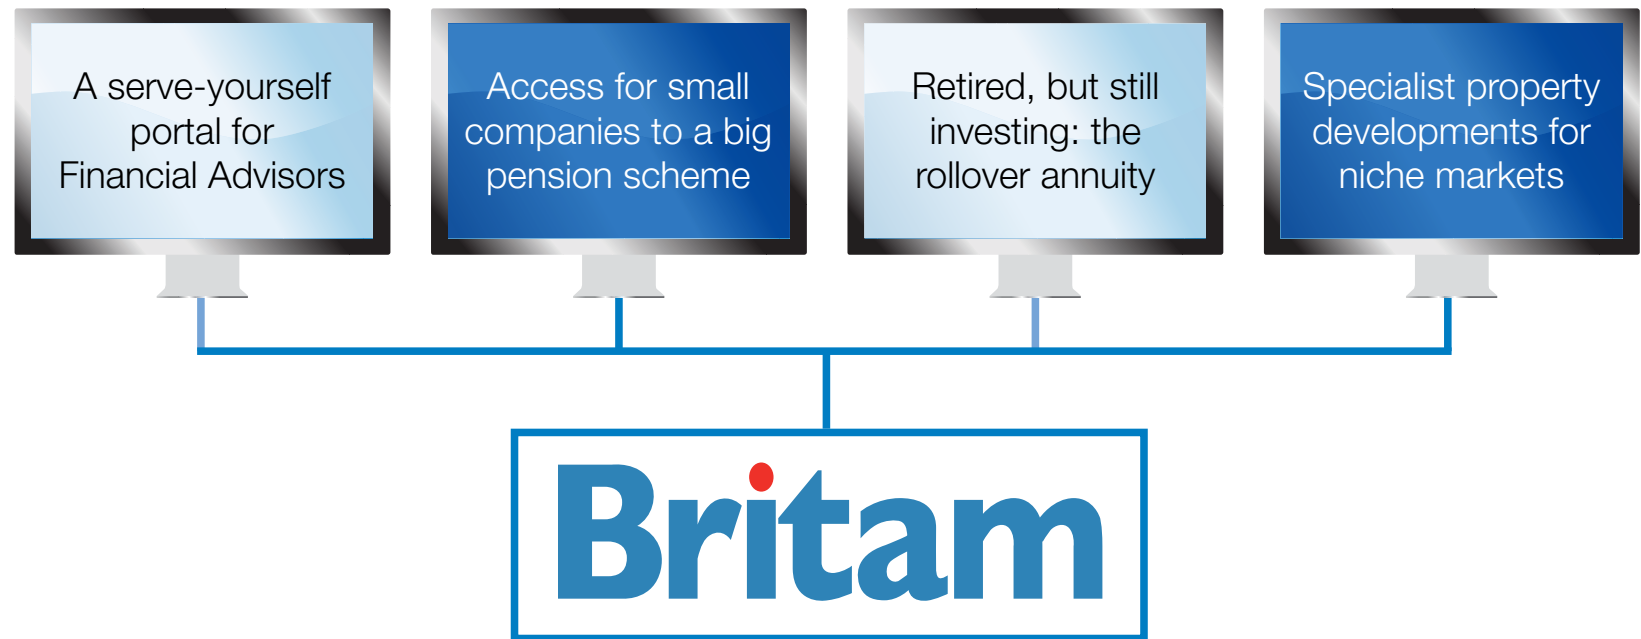 A serve-yourself
portal for
Financial Advisors
Access for small
companies to a big
pension scheme
Retired, but still
investing: the
rollover annuity
Specialist property
developments for
niche markets
Britam